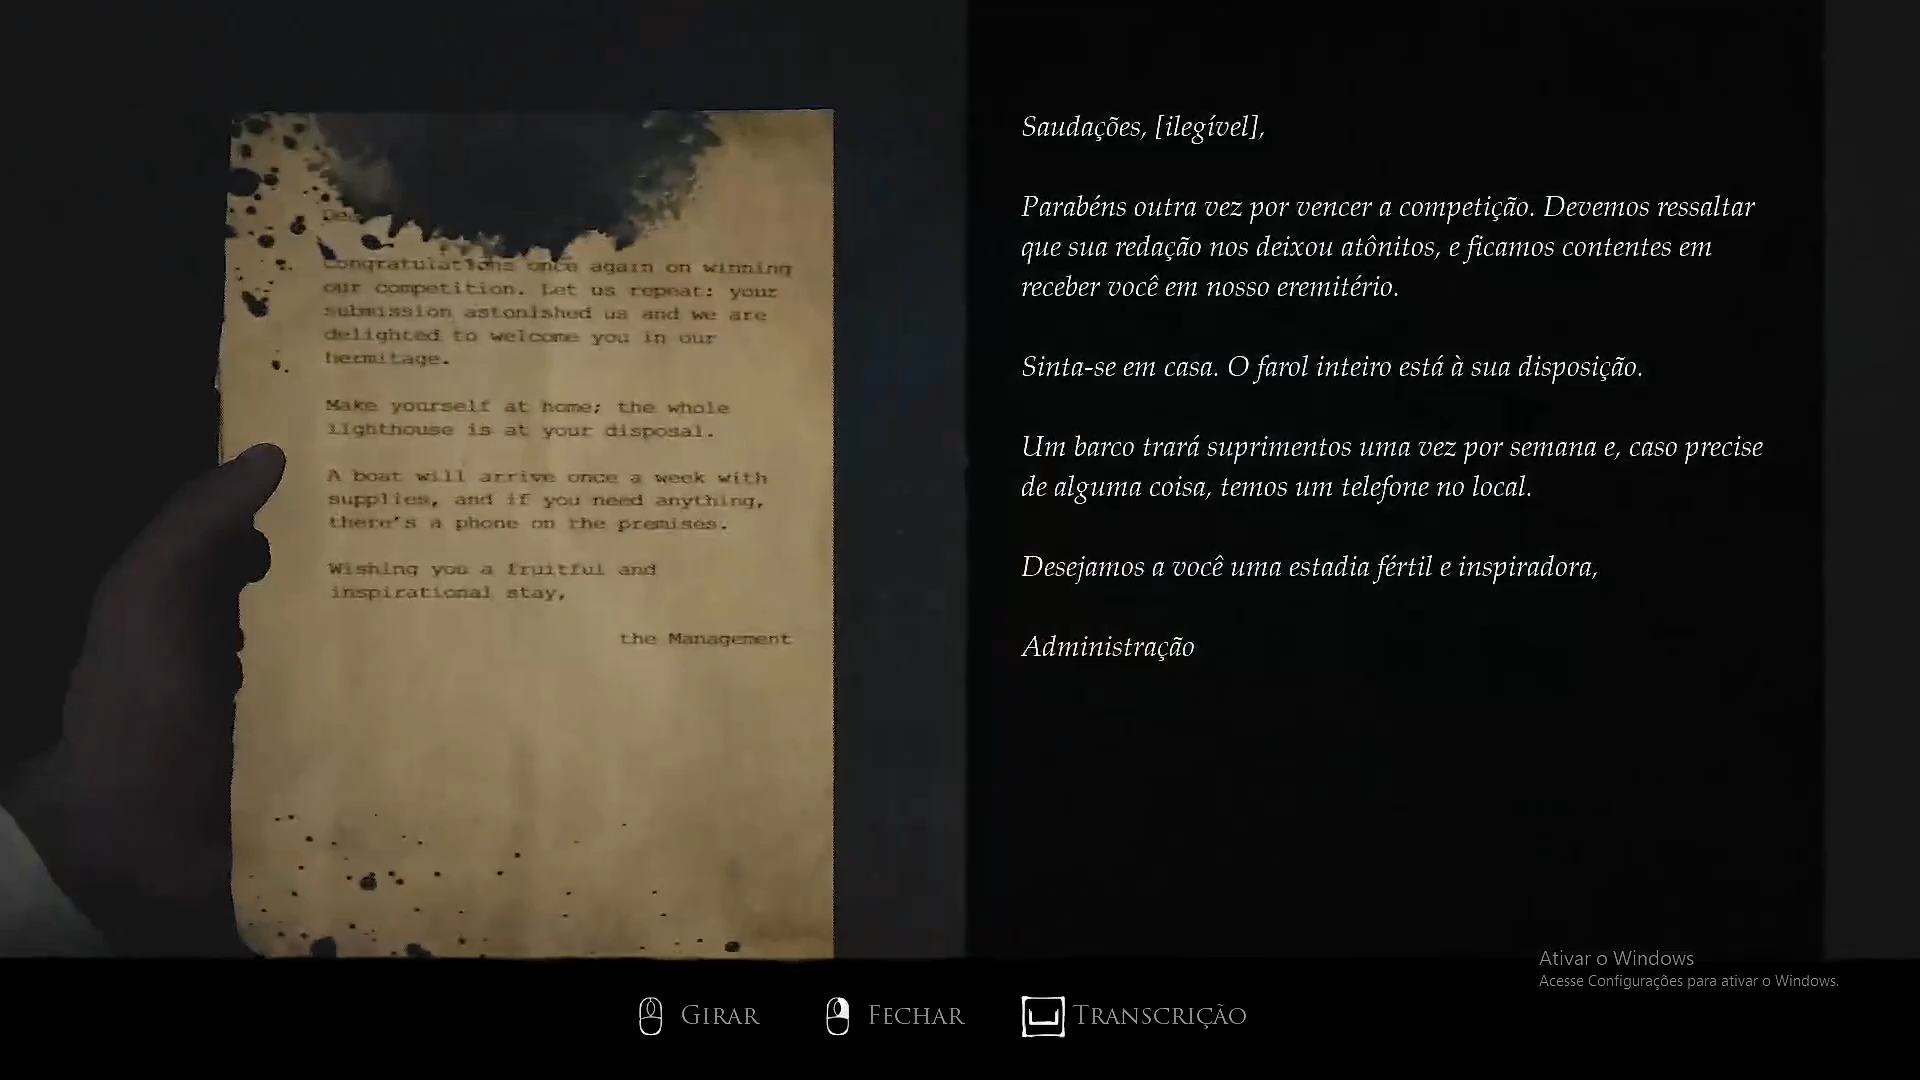 Congratulations once again on winning
our competition. Let us repeat: your
submission astonished us and we are
delighted to welcome you in our
hermitage.
Make yourself at home; the whole
lighthouse is at your disposal.
A boat will arrive once a week with
supplies, and if you need anything,
there's a phone on the premises.
Wishing you a fruitful and
inspirational stay,
the Management
Saudações, [ilegível],
Parabéns outra vez por vencer a competição. Devemos ressaltar
que sua redação nos deixou atônitos, e ficamos contentes em
receber você em nosso eremitério.
Sinta-se em casa. O farol inteiro está à sua disposição.
Um barco trará suprimentos uma vez por semana e, caso precise
de alguma coisa, temos um telefone no local.
Desejamos a você uma estadia fértil e inspiradora,
Administração
Ativar o Windows
Acesse Configurações para ativar o Windows.
GIRAR FECHAR TRANSCRIÇÃO